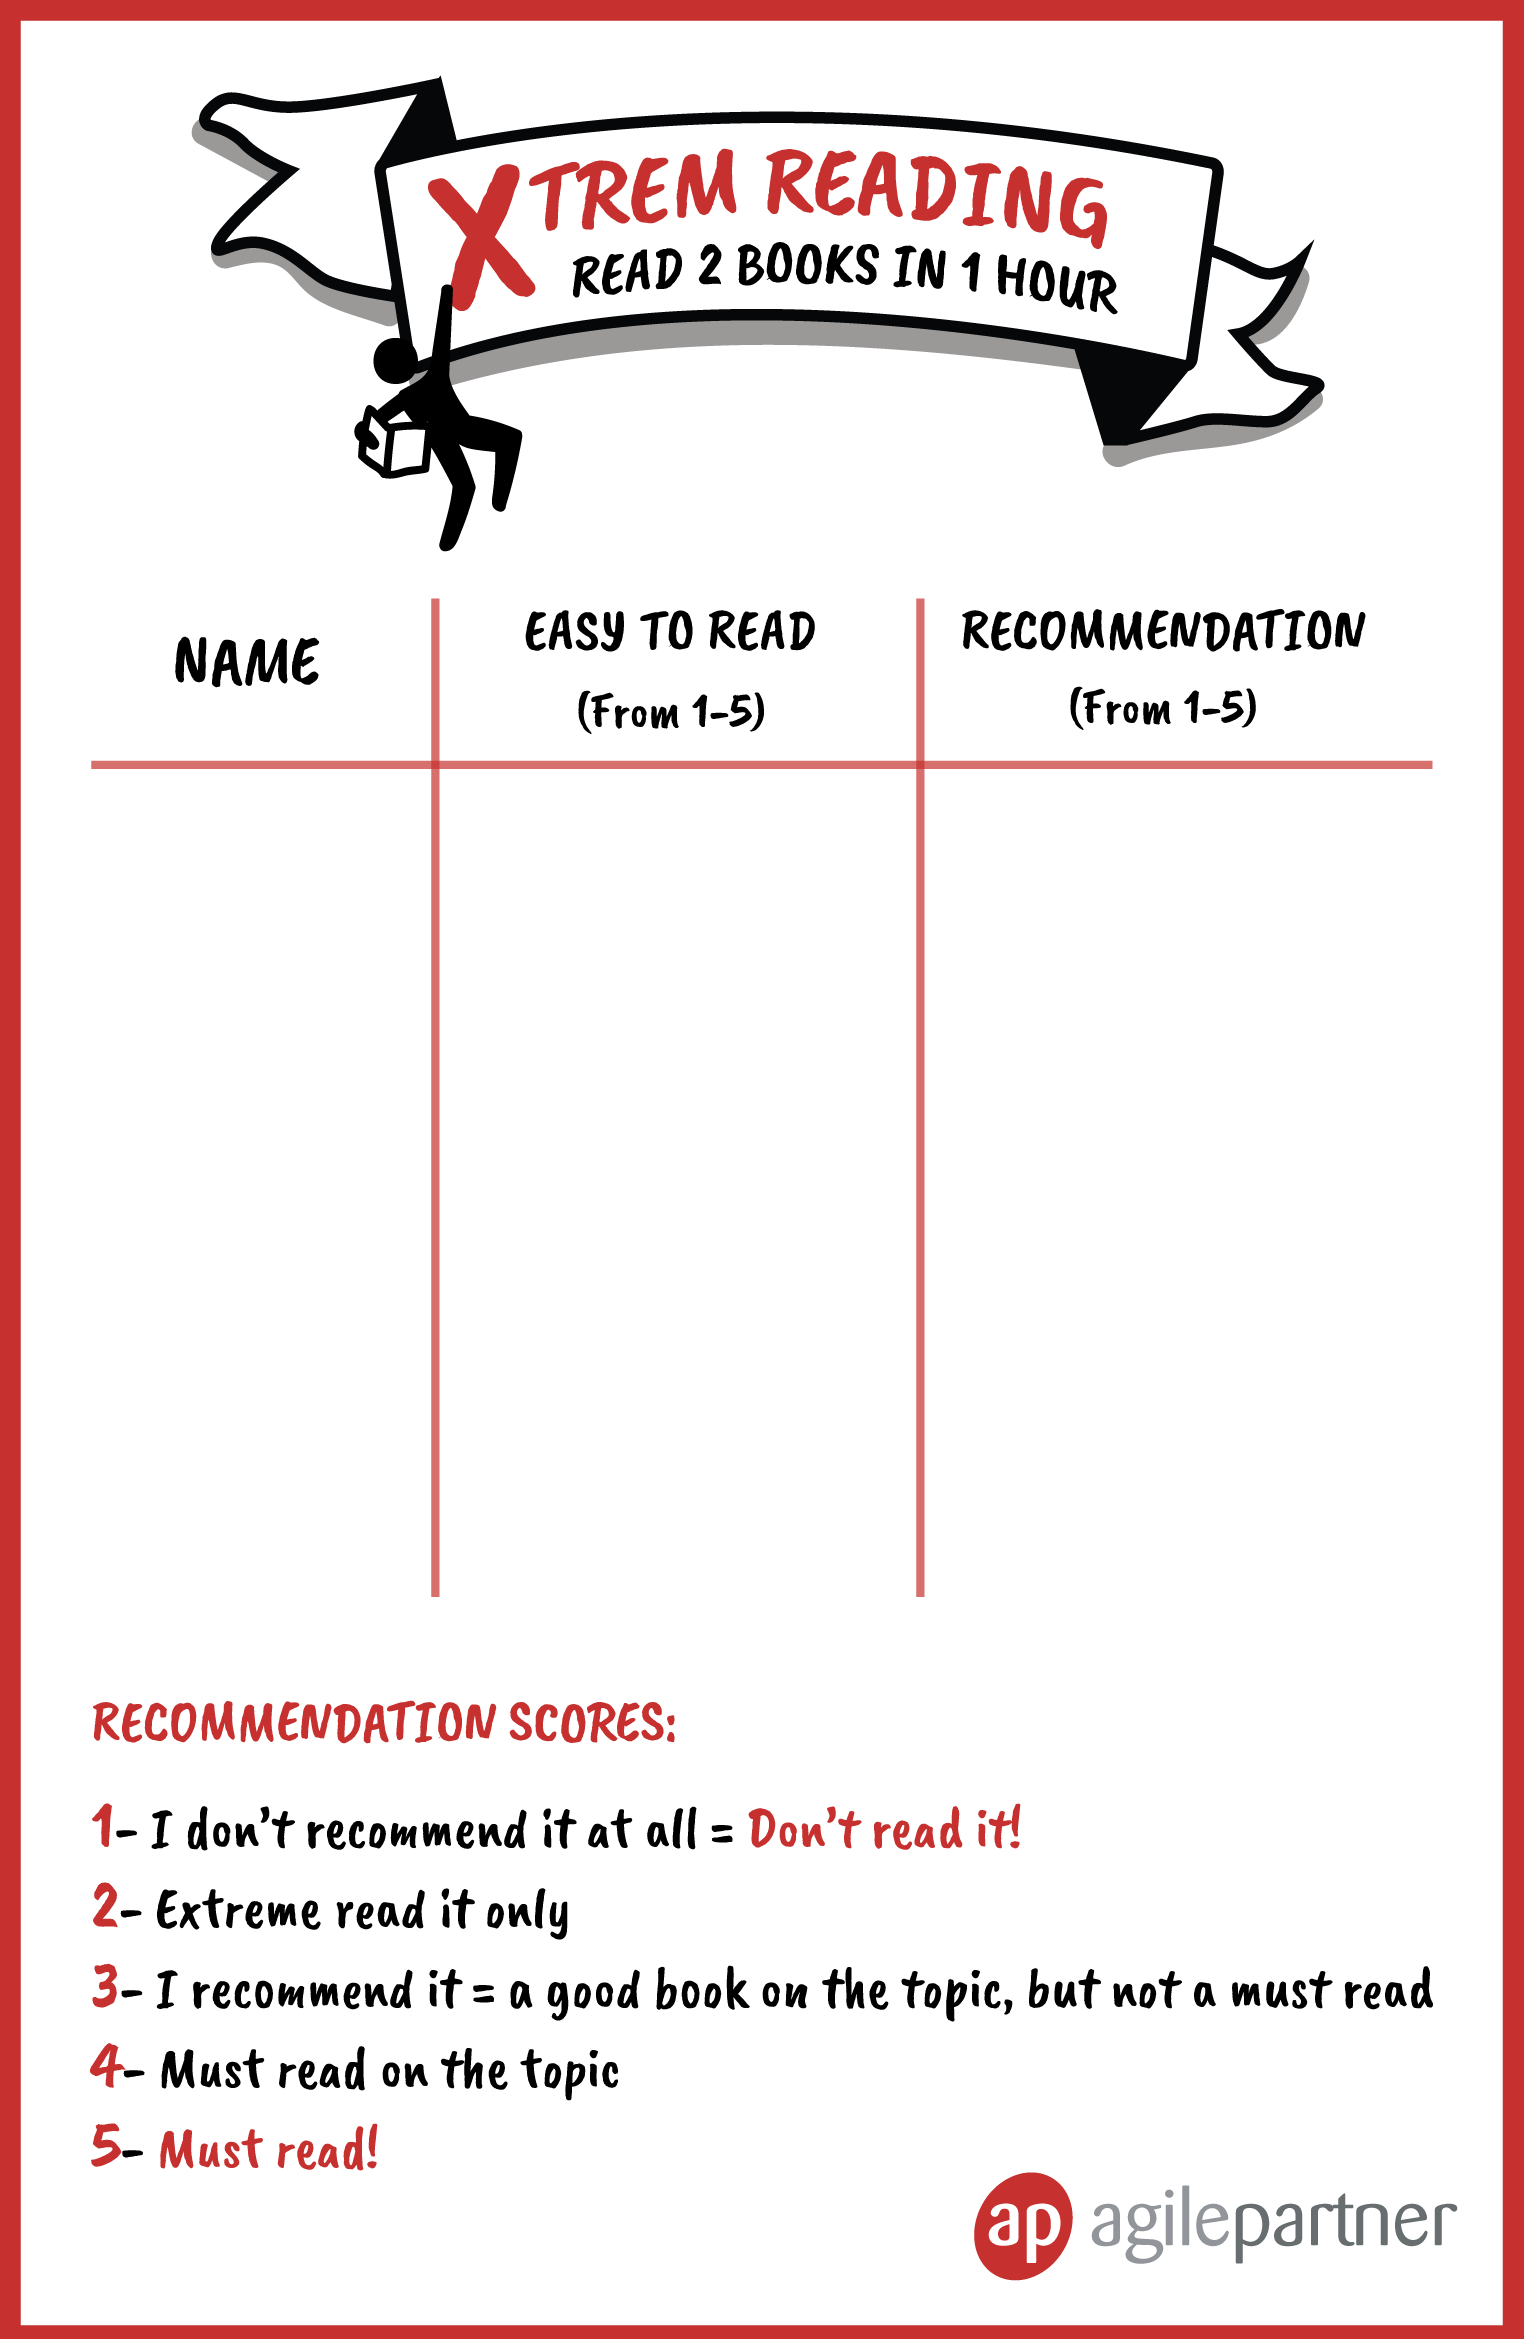 XTREM READING
READ 2 BOOKS IN 1 HOUR
NAME
EASY TO READ
(From 1-5)
RECOMMENDATION
(From 1-5)
RECOMMENDATION SCORES:
1- I don't recommend it at all = Don't read it!
2- Extreme read it only
3- I recommend it = a good book on the topic, but not a must read
4- Must read on the topic
5- Must read!
ap agilepartner